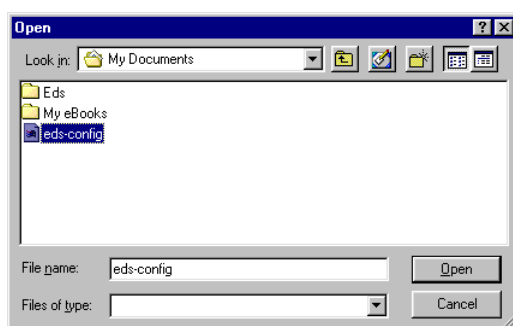 Open
Look in: My Documents
Eds
My eBooks
eds-config
File name: eds-config Open
Files of type: Cancel